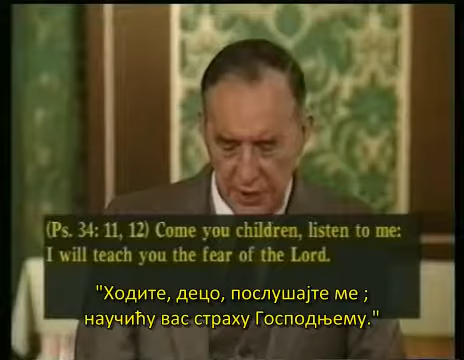 (Ps. 34: 11, 12) Come you children, listen to me:
I will teach you the fear of the Lord.
"Ходите, децо, послушајте ме ;
научићу вас страху Господњему."